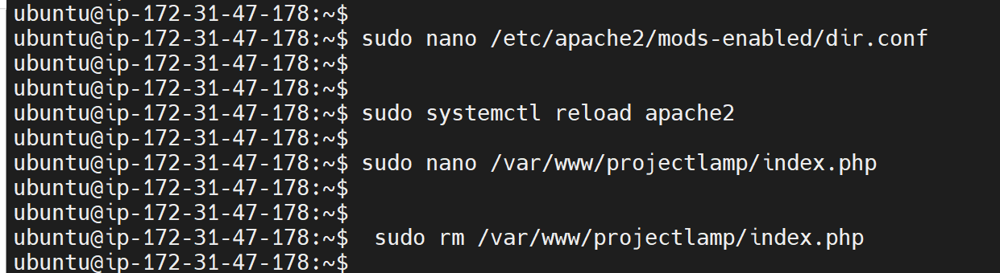 ubuntu@ip-172-31-47-178:~$
ubuntu@ip-172-31-47-178:~$ sudo nano /etc/apache2/mods-enabled/dir.conf
ubuntu@ip-172-31-47-178:~$
ubuntu@ip-172-31-47-178:~$
ubuntu@ip-172-31-47-178:~$ sudo systemctl reload apache2
ubuntu@ip-172-31-47-178:~$
ubuntu@ip-172-31-47-178:~$ sudo nano /var/www/projectlamp/index.php
ubuntu@ip-172-31-47-178:~$
ubuntu@ip-172-31-47-178:~$
ubuntu@ip-172-31-47-178:~$  sudo rm /var/www/projectlamp/index.php
ubuntu@ip-172-31-47-178:~$